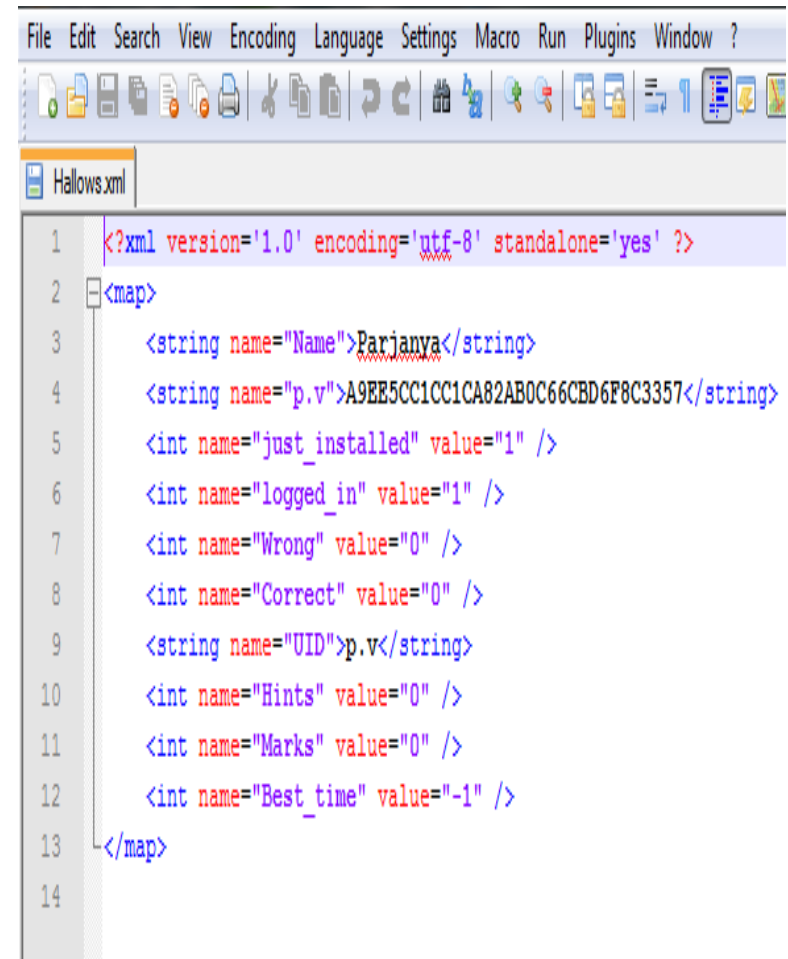 File Edit Search View Encoding Language Settings Macro Run Plugins Window ?
Hallows.xml
1 <?xml version='1.0' encoding='utf-8' standalone='yes' ?>
2 <map>
3 <string name="Name">Parjanya</string>
4 <string name="p.v">A9EE5CC1CC1CA82AB0C66CBD6F8C3357</string>
5 <int name="just_installed" value="1" />
6 <int name="logged_in" value="1" />
7 <int name="Wrong" value="0" />
8 <int name="Correct" value="0" />
9 <string name="UID">p.v</string>
10 <int name="Hints" value="0" />
11 <int name="Marks" value="0" />
12 <int name="Best_time" value="-1" />
13 </map>
14